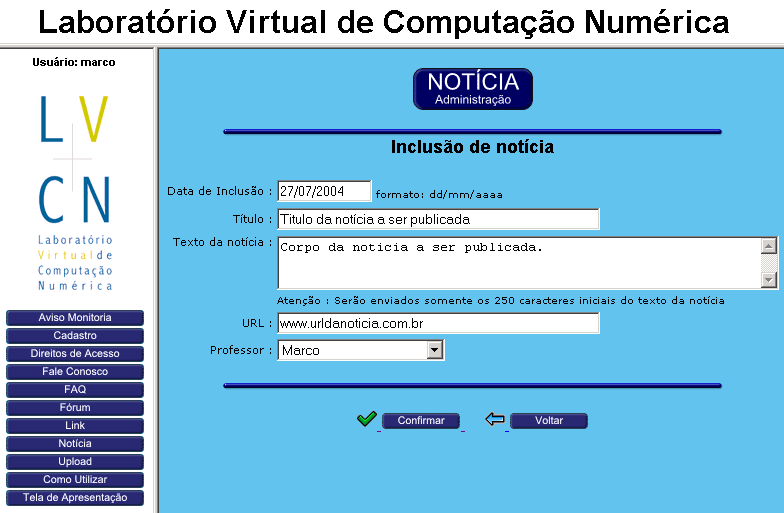 Laboratório Virtual de Computação Numérica
Usuário: marco
L V
C N
Laboratório
Virtual de
Computação
Numérica
Aviso Monitoria
Cadastro
Direitos de Acesso
Fale Conosco
FAQ
Fórum
Link
Notícia
Upload
Como Utilizar
Tela de Apresentação
NOTÍCIA
Administração
Inclusão de notícia
Data de Inclusão : 27/07/2004 formato: dd/mm/aaaa
Título : Titulo da notícia a ser publicada
Texto da notícia : Corpo da noticia a ser publicada.
Atenção : Serão enviados somente os 250 caracteres iniciais do texto da notícia
URL : www.urldanoticia.com.br
Professor : Marco
Confirmar Voltar